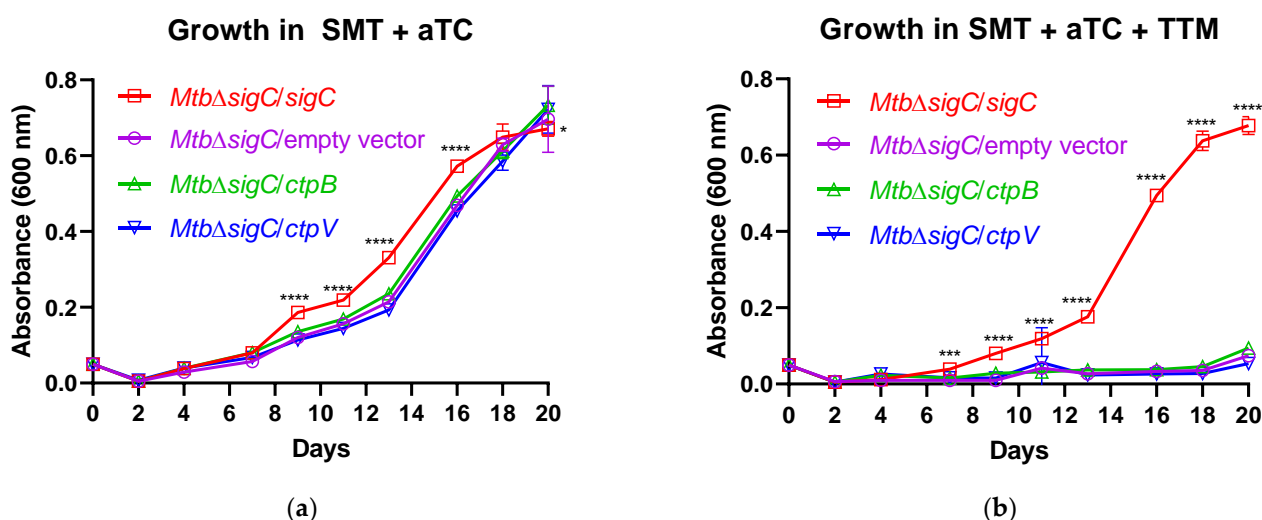 Growth in SMT + aTC
Absorbance (600 nm)
0.8
0.6
0.4
0.2
0.0
MtbΔsigC/sigC
MtbΔsigC/empty vector
MtbΔsigC/ctpB
MtbΔsigC/ctpV
****
****
****
****
*
0 2 4 6 8 10 12 14 16 18 20
Days
(a)
Growth in SMT + aTC + TTM
Absorbance (600 nm)
0.8
0.6
0.4
0.2
0.0
MtbΔsigC/sigC
MtbΔsigC/empty vector
MtbΔsigC/ctpB
MtbΔsigC/ctpV
***
****
****
****
****
****
****
0 2 4 6 8 10 12 14 16 18 20
Days
(b)